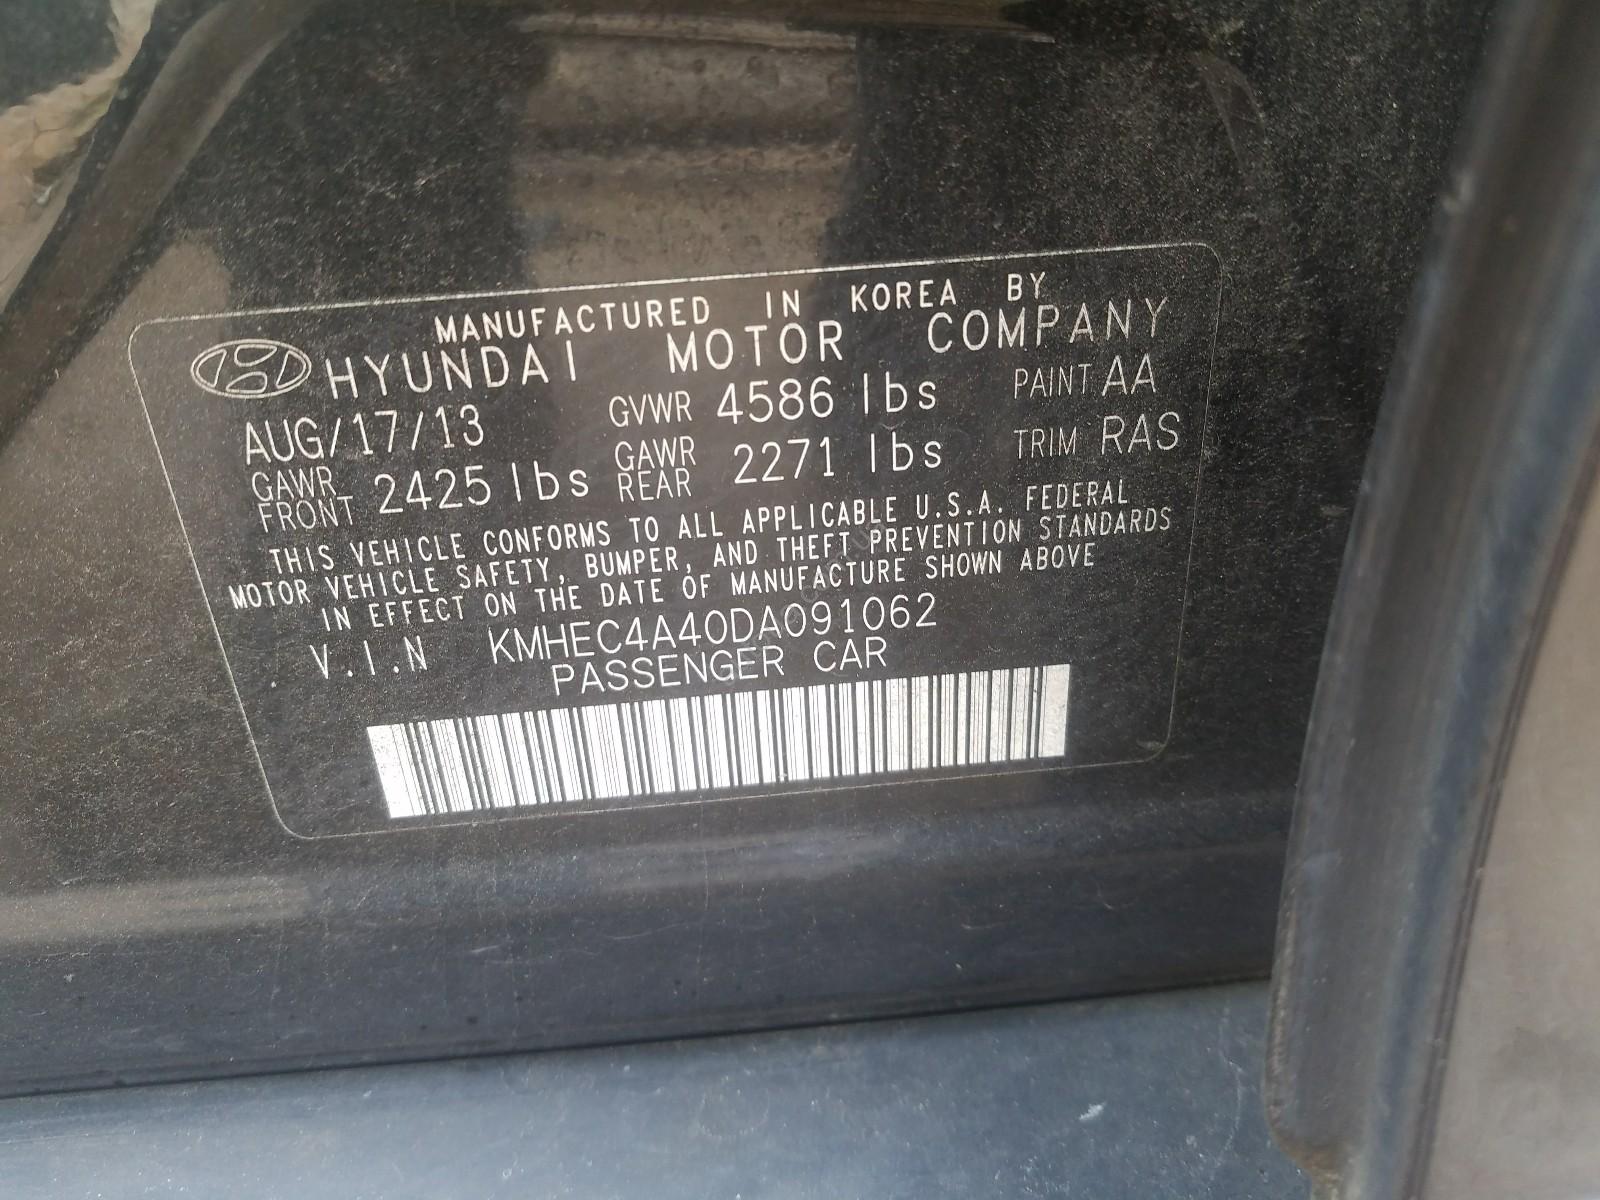 MANUFACTURED IN KOREA BY
HYUNDAI MOTOR COMPANY
AUG/17/13 GVWR 4586 lbs PAINT AA
GAWR FRONT 2425 lbs GAWR REAR 2271 lbs TRIM RAS
THIS VEHICLE CONFORMS TO ALL APPLICABLE U.S.A. FEDERAL
MOTOR VEHICLE SAFETY, BUMPER, AND THEFT PREVENTION STANDARDS
IN EFFECT ON THE DATE OF MANUFACTURE SHOWN ABOVE
V.I.N KMHEC4A40DA091062
PASSENGER CAR